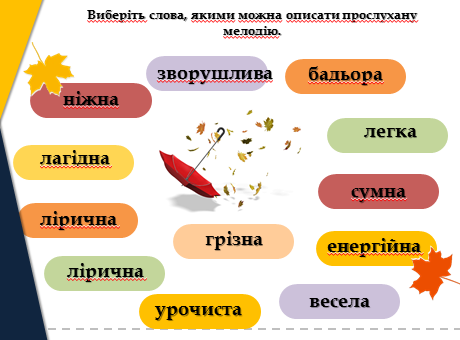 Виберіть слова, якими можна описати прослухану
мелодію.
зворушлива
бадьора
ніжна
легка
лагідна
сумна
лірична
грізна
енергійна
лірична
весела
урочиста